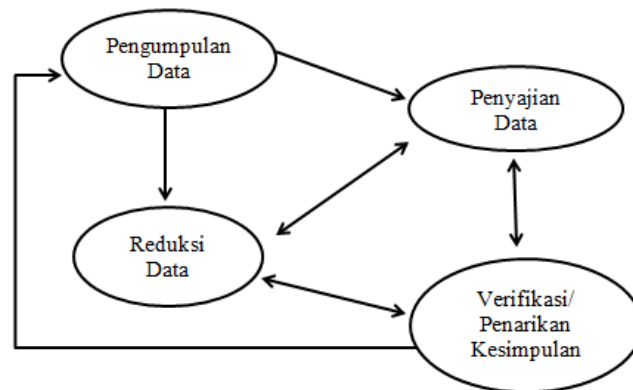 Pengumpulan
Data
Penyajian
Data
Reduksi
Data
Verifikasi/
Penarikan
Kesimpulan